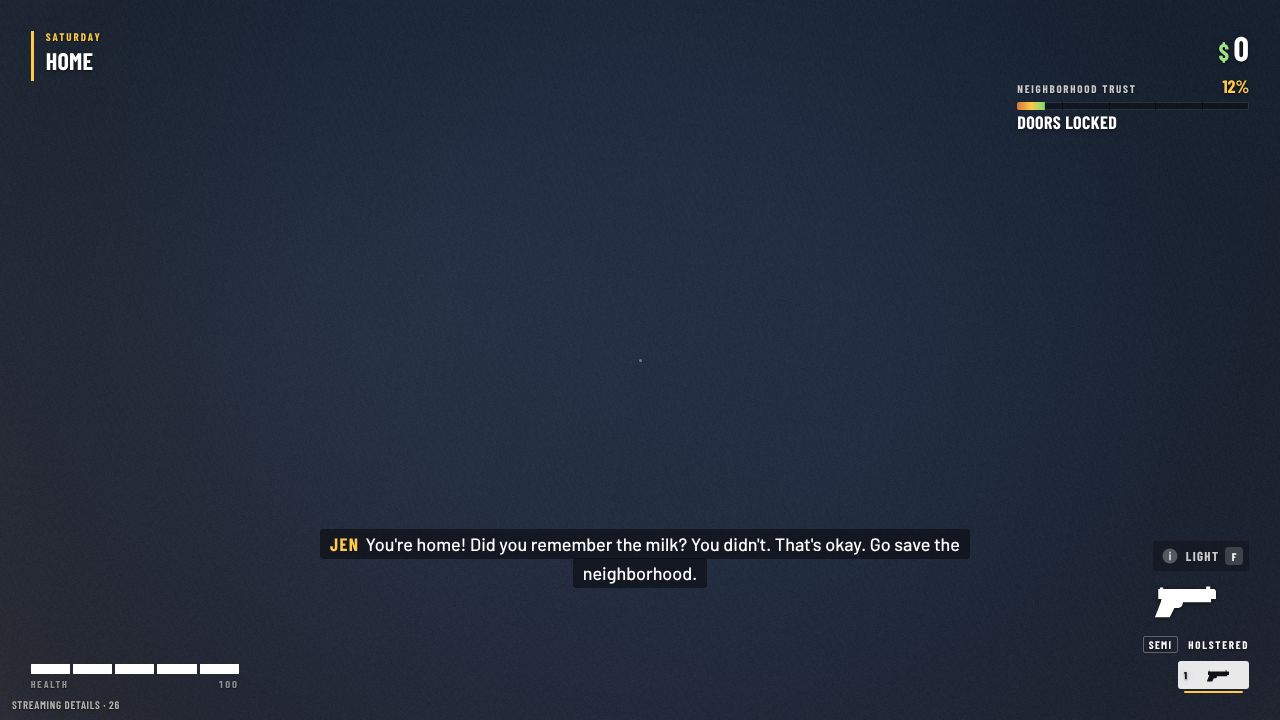 SATURDAY
HOME
$0
NEIGHBORHOOD TRUST 12%
DOORS LOCKED
JEN You're home! Did you remember the milk? You didn't. That's okay. Go save the
neighborhood.
i LIGHT F
SEMI HOLSTERED
1
HEALTH 100
STREAMING DETAILS · 26